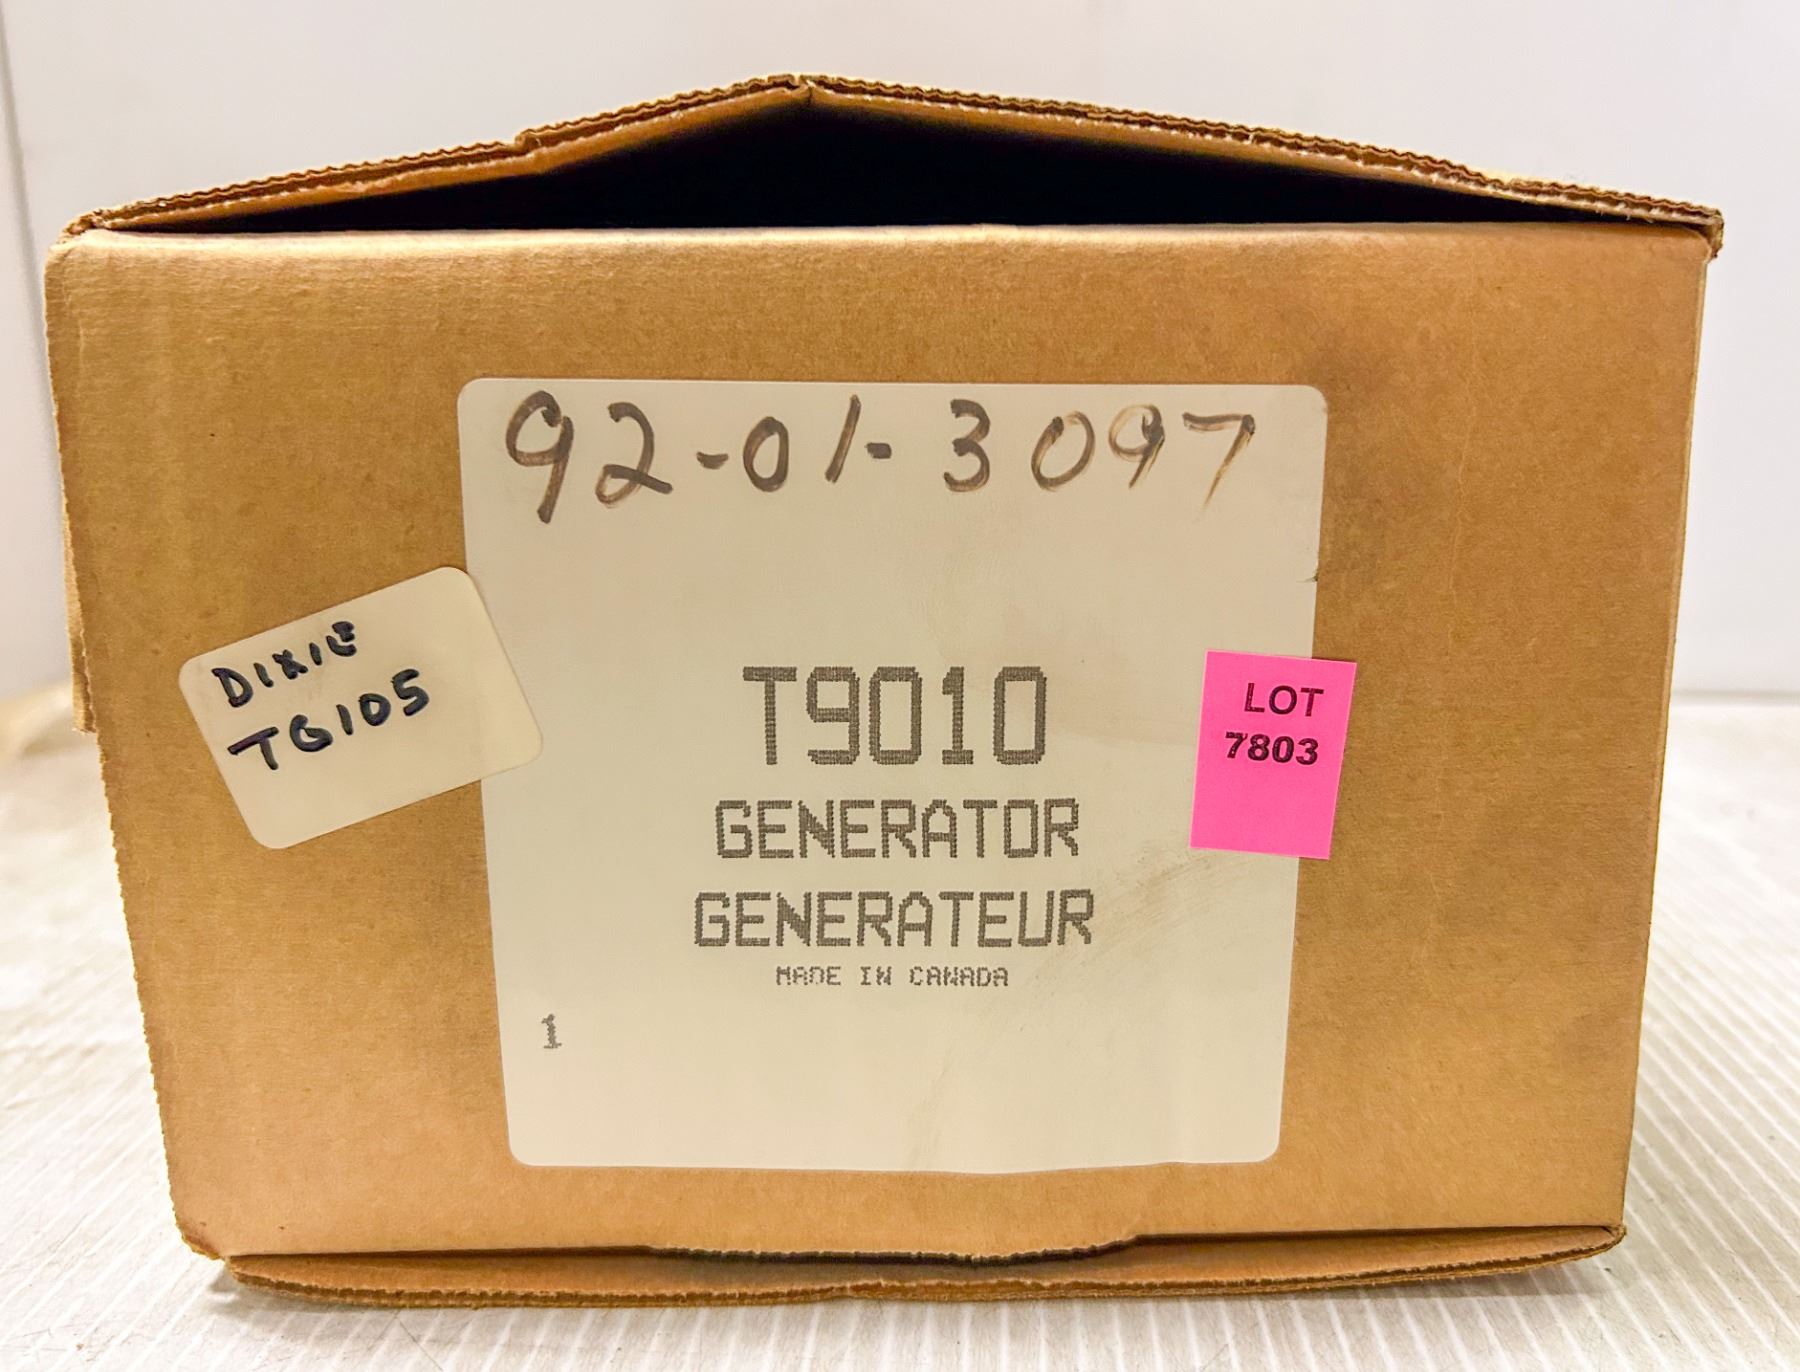 92-01-3097
DIXIE
TG105
T9010
GENERATOR
GENERATEUR
MADE IN CANADA
1
LOT
7803